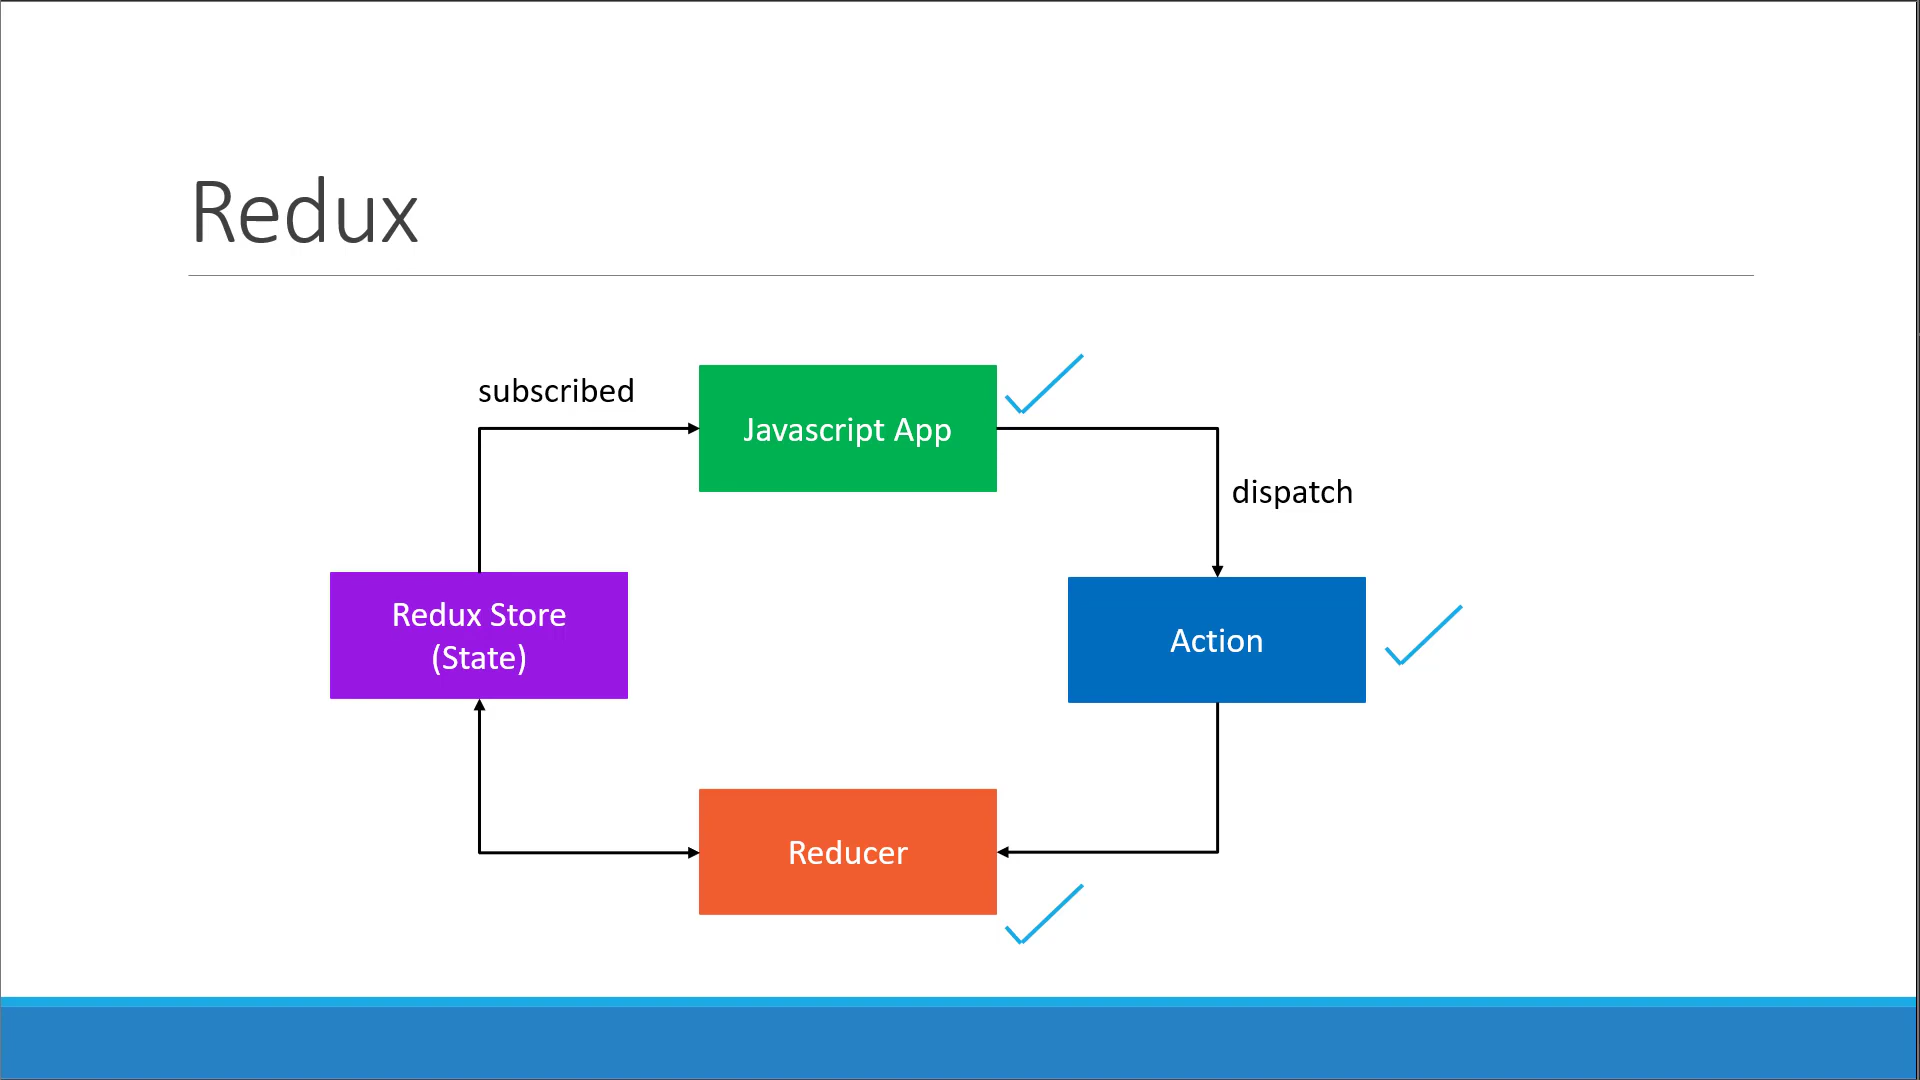 Redux
subscribed
Javascript App
dispatch
Redux Store
(State)
Action
Reducer